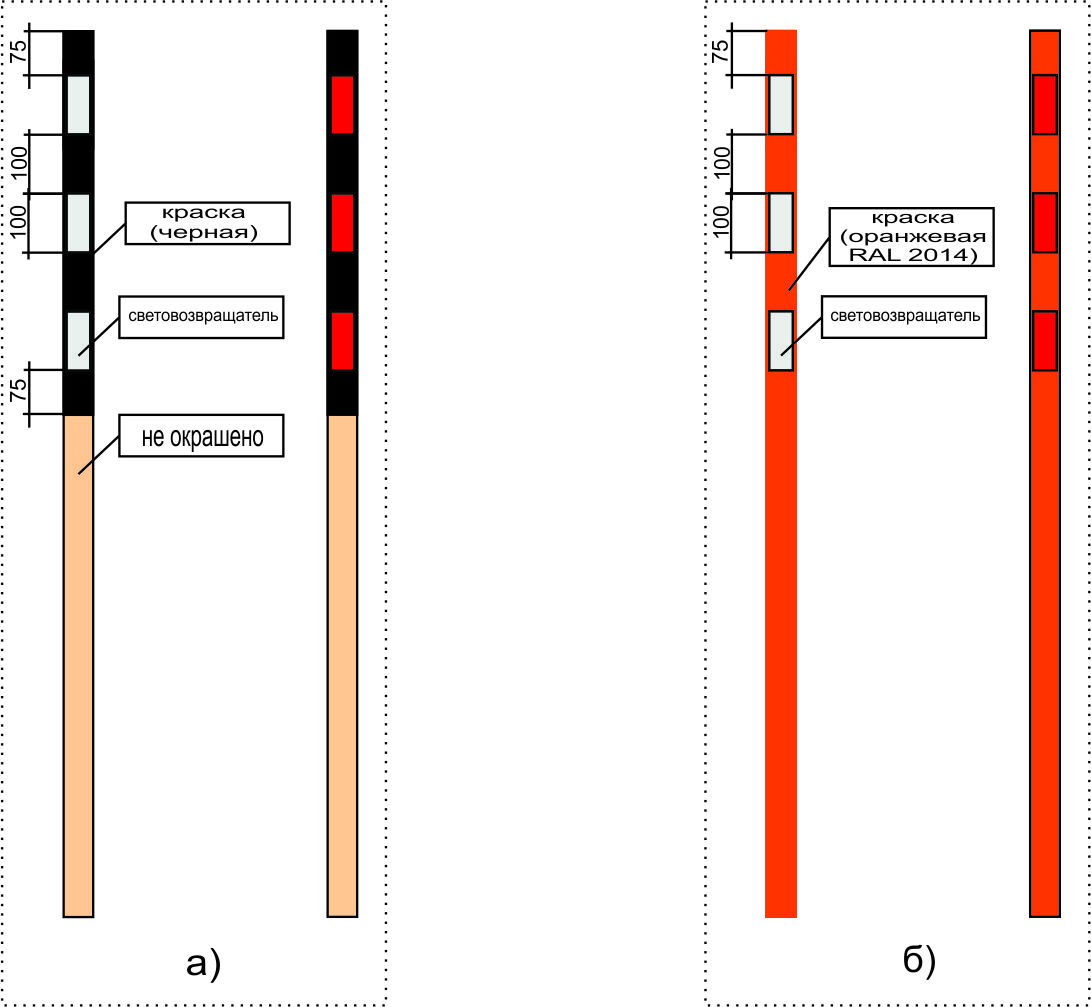 75
100
100
75
краска
(черная)
световозвращатель
не окрашено
а)
75
100
100
краска
(оранжевая
RAL 2014)
световозвращатель
б)